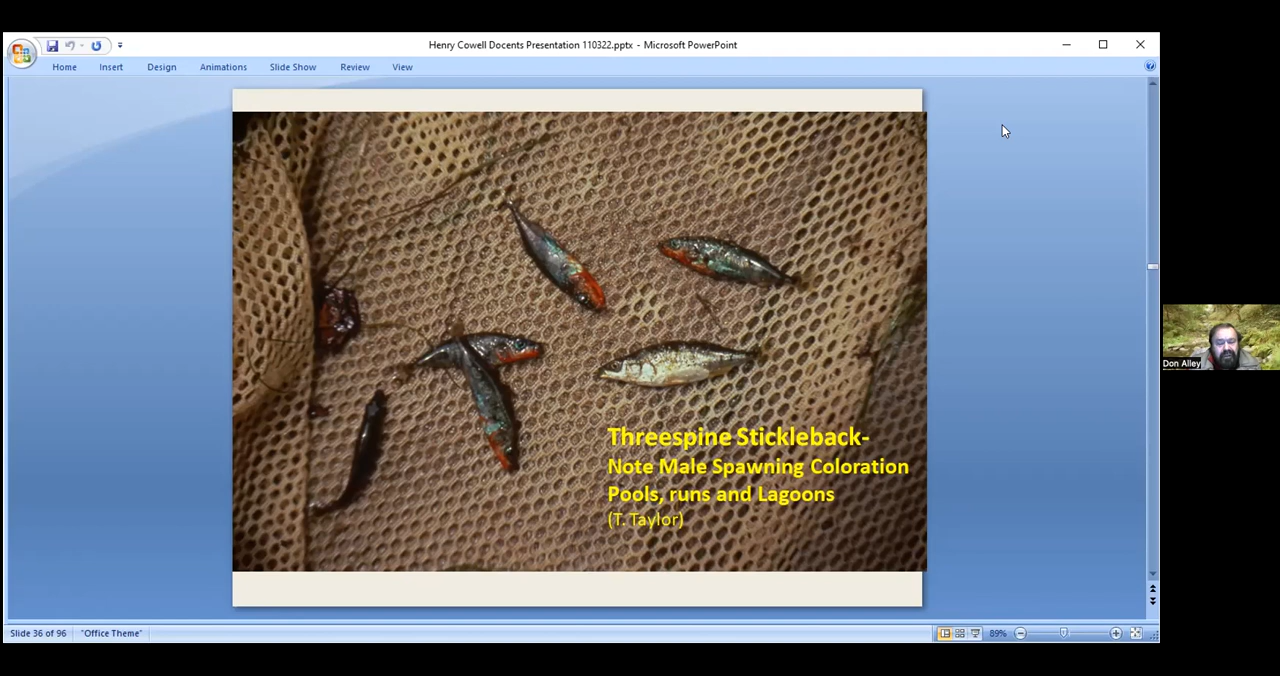 Henry Cowell Docents Presentation 110322.pptx - Microsoft PowerPoint
Home Insert Design Animations Slide Show Review View
Threespine Stickleback-
Note Male Spawning Coloration
Pools, runs and Lagoons
(T. Taylor)
Don Alley
Slide 36 of 96 "Office Theme" 89%